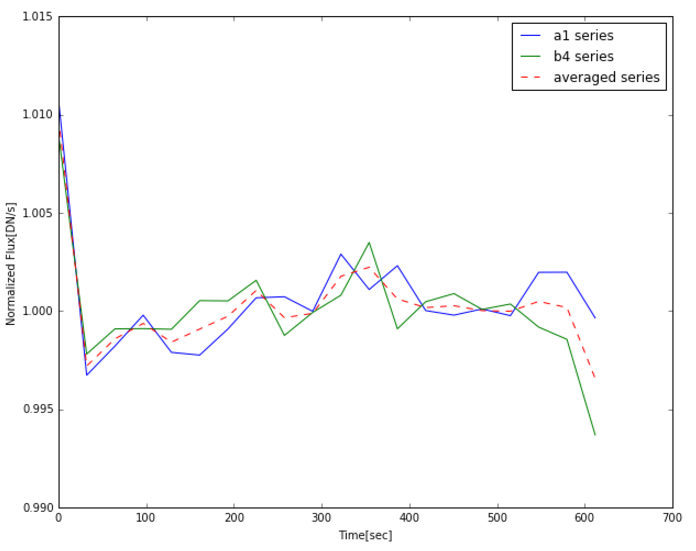 1.015
a1 series
b4 series
averaged series
1.010
1.005
Normalized Flux[DN/s]
1.000
0.995
0.990
0 100 200 300 400 500 600 700
Time[sec]